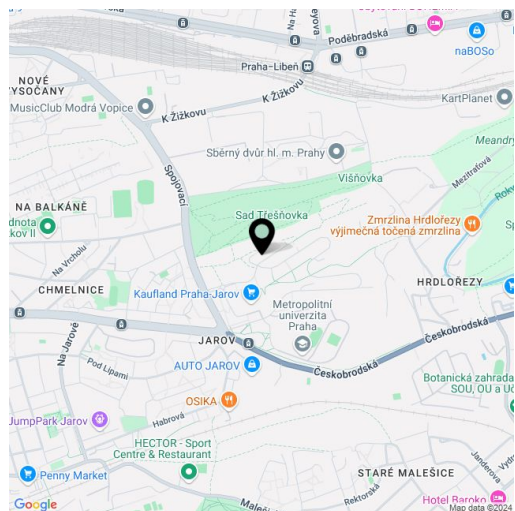 Poděbradská
naBOSo
Praha-Libeň
NOVÉ
VYSOČANY
MusicClub Modrá Vopice
K Žižkovu
K Žižkovu
KartPlanet
Spojovací
Sběrný dvůr hl. m. Prahy
Višňovka
Mezitraťová
NA BALKÁNĚ
Sad Třešňovka
Zmrzlina Hrdlořezy
výjimečná točená zmrzlina
Na Vrcholu
CHMELNICE
Kaufland Praha-Jarov
HRDLOŘEZY
Metropolitní
univerzita
Praha
JAROV
Českobrodská
Na Jarově
Pod Lipami
AUTO JAROV
Českobrodská
Botanická zahrada
SOU, OU a Uč
OSIKA
JumpPark Jarov
Habrová
HECTOR - Sport
Centre & Restaurant
Penny Market
STARÉ MALEŠICE
Janderova
Rektorská
Hotel Baroko
Google
Map data ©2024